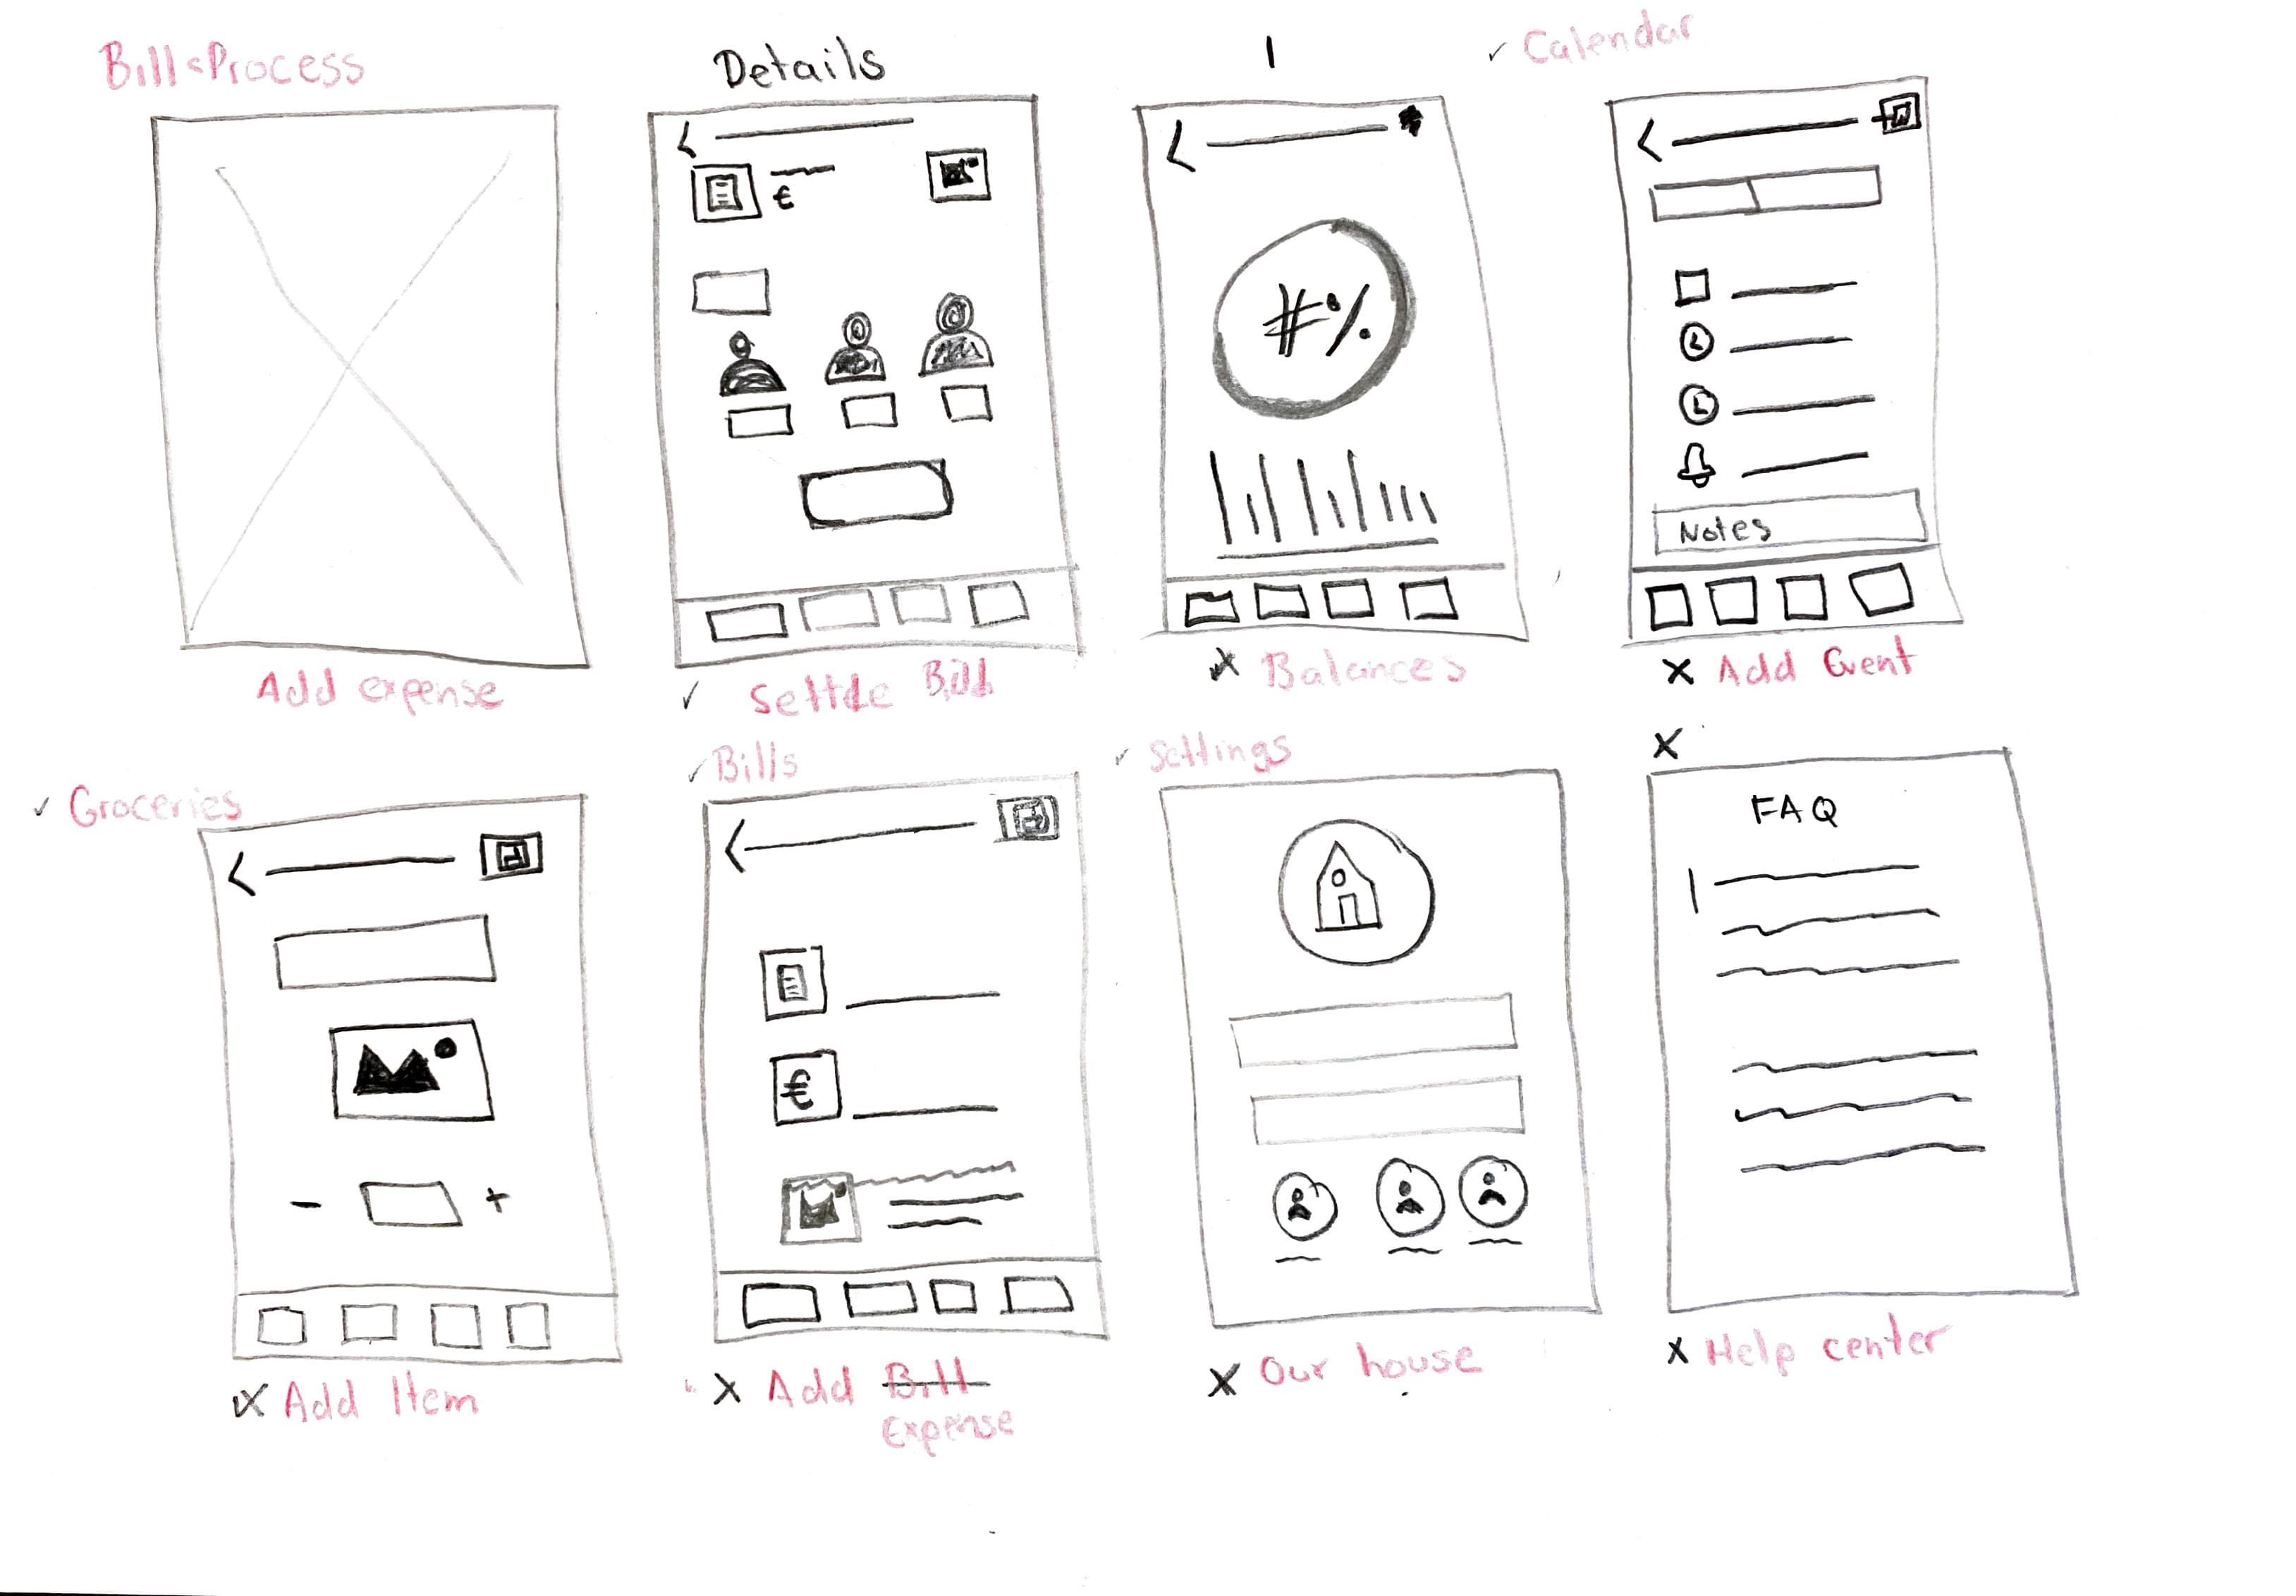 Bill Process
Details
✓ Calendar
€
#%
Notes
Add expense
✓ Settle Bill
X Balances
X Add Event
X
✓ Groceries
✓ Bills
✓ Settings
FAQ
€
- +
X Add Item
X Add Bill
Expense
X Our house
X Help center